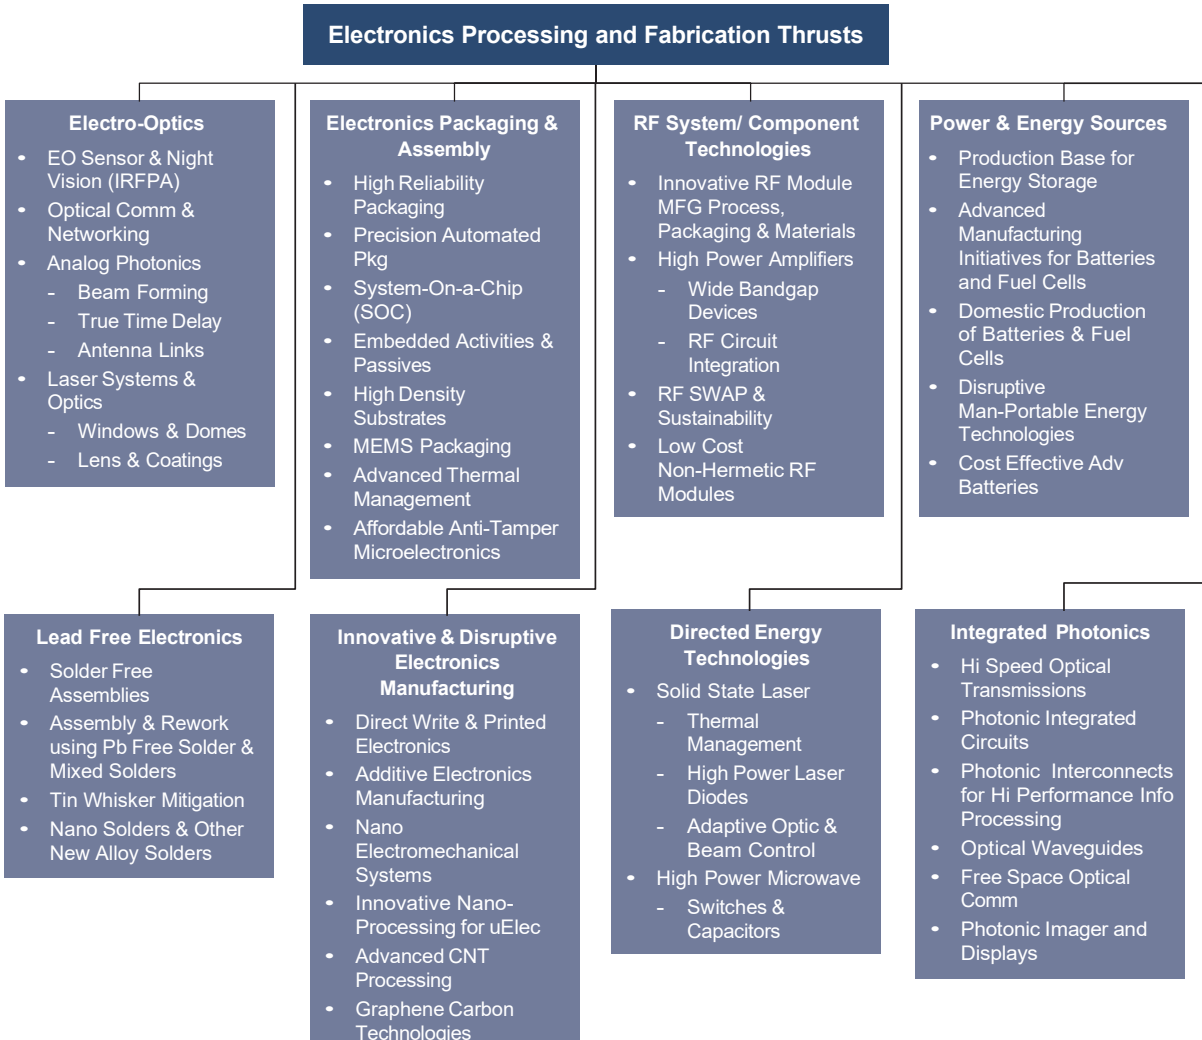 Electronics Processing and Fabrication Thrusts
Electro-Optics
• EO Sensor & Night
Vision (IRFPA)
• Optical Comm &
Networking
• Analog Photonics
- Beam Forming
- True Time Delay
- Antenna Links
• Laser Systems &
Optics
- Windows & Domes
- Lens & Coatings
Electronics Packaging &
Assembly
• High Reliability
Packaging
• Precision Automated
Pkg
• System-On-a-Chip
(SOC)
• Embedded Activities &
Passives
• High Density
Substrates
• MEMS Packaging
• Advanced Thermal
Management
• Affordable Anti-Tamper
Microelectronics
RF System/ Component
Technologies
• Innovative RF Module
MFG Process,
Packaging & Materials
• High Power Amplifiers
- Wide Bandgap
Devices
- RF Circuit
Integration
• RF SWAP &
Sustainability
• Low Cost
Non-Hermetic RF
Modules
Power & Energy Sources
• Production Base for
Energy Storage
• Advanced
Manufacturing
Initiatives for Batteries
and Fuel Cells
• Domestic Production
of Batteries & Fuel
Cells
• Disruptive
Man-Portable Energy
Technologies
• Cost Effective Adv
Batteries
Lead Free Electronics
• Solder Free
Assemblies
• Assembly & Rework
using Pb Free Solder &
Mixed Solders
• Tin Whisker Mitigation
• Nano Solders & Other
New Alloy Solders
Innovative & Disruptive
Electronics
Manufacturing
• Direct Write & Printed
Electronics
• Additive Electronics
Manufacturing
• Nano
Electromechanical
Systems
• Innovative Nano-
Processing for uElec
• Advanced CNT
Processing
• Graphene Carbon
Technologies
Directed Energy
Technologies
• Solid State Laser
- Thermal
Management
- High Power Laser
Diodes
- Adaptive Optic &
Beam Control
• High Power Microwave
- Switches &
Capacitors
Integrated Photonics
• Hi Speed Optical
Transmissions
• Photonic Integrated
Circuits
• Photonic Interconnects
for Hi Performance Info
Processing
• Optical Waveguides
• Free Space Optical
Comm
• Photonic Imager and
Displays